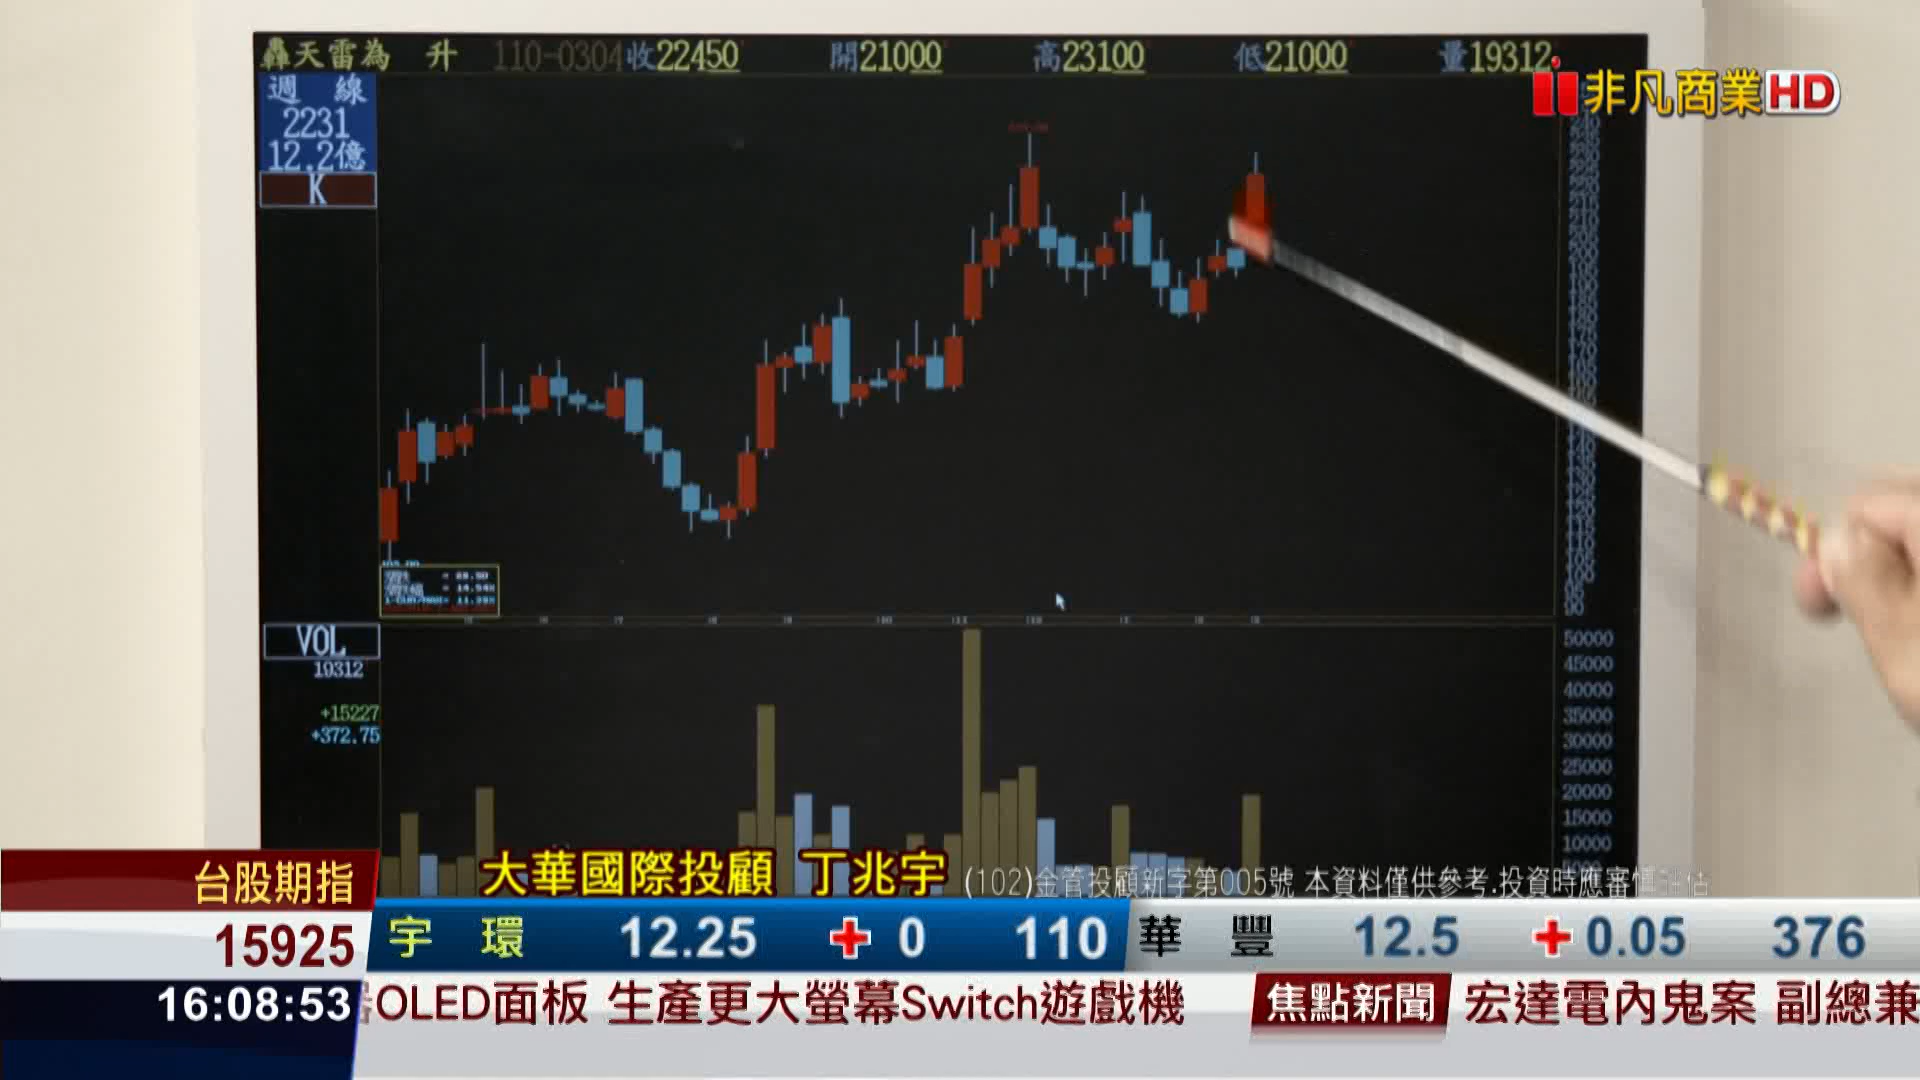 轟天雷為 升 110-0304 收22450 開21000 高23100 低21000 量19312
非凡商業HD
週 線
2231
12.2億
K
VOL
19312
+15227
+372.75
50000
45000
40000
35000
30000
25000
20000
15000
10000
台股期指
大華國際投顧 丁兆宇
(102)金管投顧新字第005號 本資料僅供參考.投資時應審慎評估
15925
宇 環 12.25 + 0 110
華 豐 12.5 + 0.05 376
16:08:53
OLED面板 生產更大螢幕Switch遊戲機
焦點新聞
宏達電內鬼案 副總兼